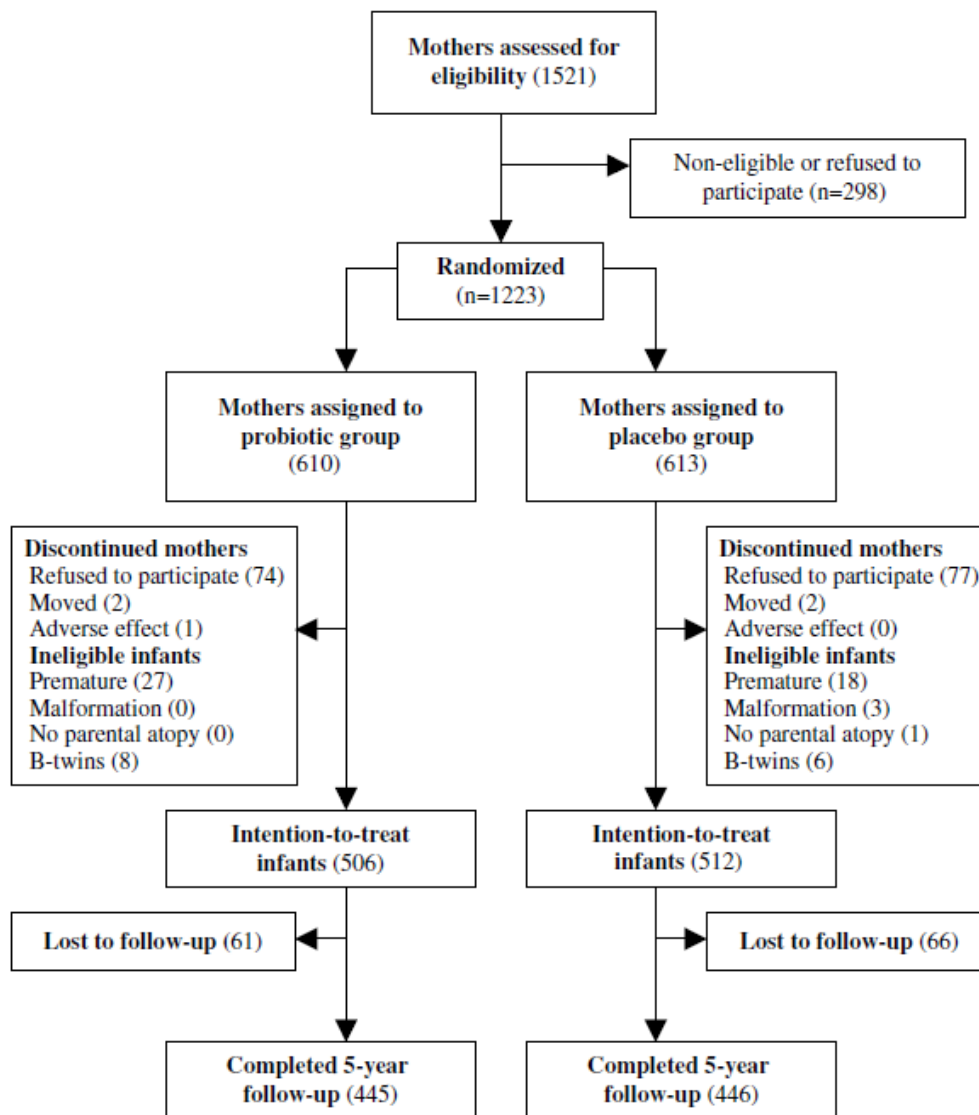 Mothers assessed for
eligibility (1521)
Non-eligible or refused to
participate (n=298)
Randomized
(n=1223)
Mothers assigned to
probiotic group
(610)
Mothers assigned to
placebo group
(613)
Discontinued mothers
Refused to participate (74)
Moved (2)
Adverse effect (1)
Ineligible infants
Premature (27)
Malformation (0)
No parental atopy (0)
B-twins (8)
Discontinued mothers
Refused to participate (77)
Moved (2)
Adverse effect (0)
Ineligible infants
Premature (18)
Malformation (3)
No parental atopy (1)
B-twins (6)
Intention-to-treat
infants (506)
Intention-to-treat
infants (512)
Lost to follow-up (61)
Lost to follow-up (66)
Completed 5-year
follow-up (445)
Completed 5-year
follow-up (446)